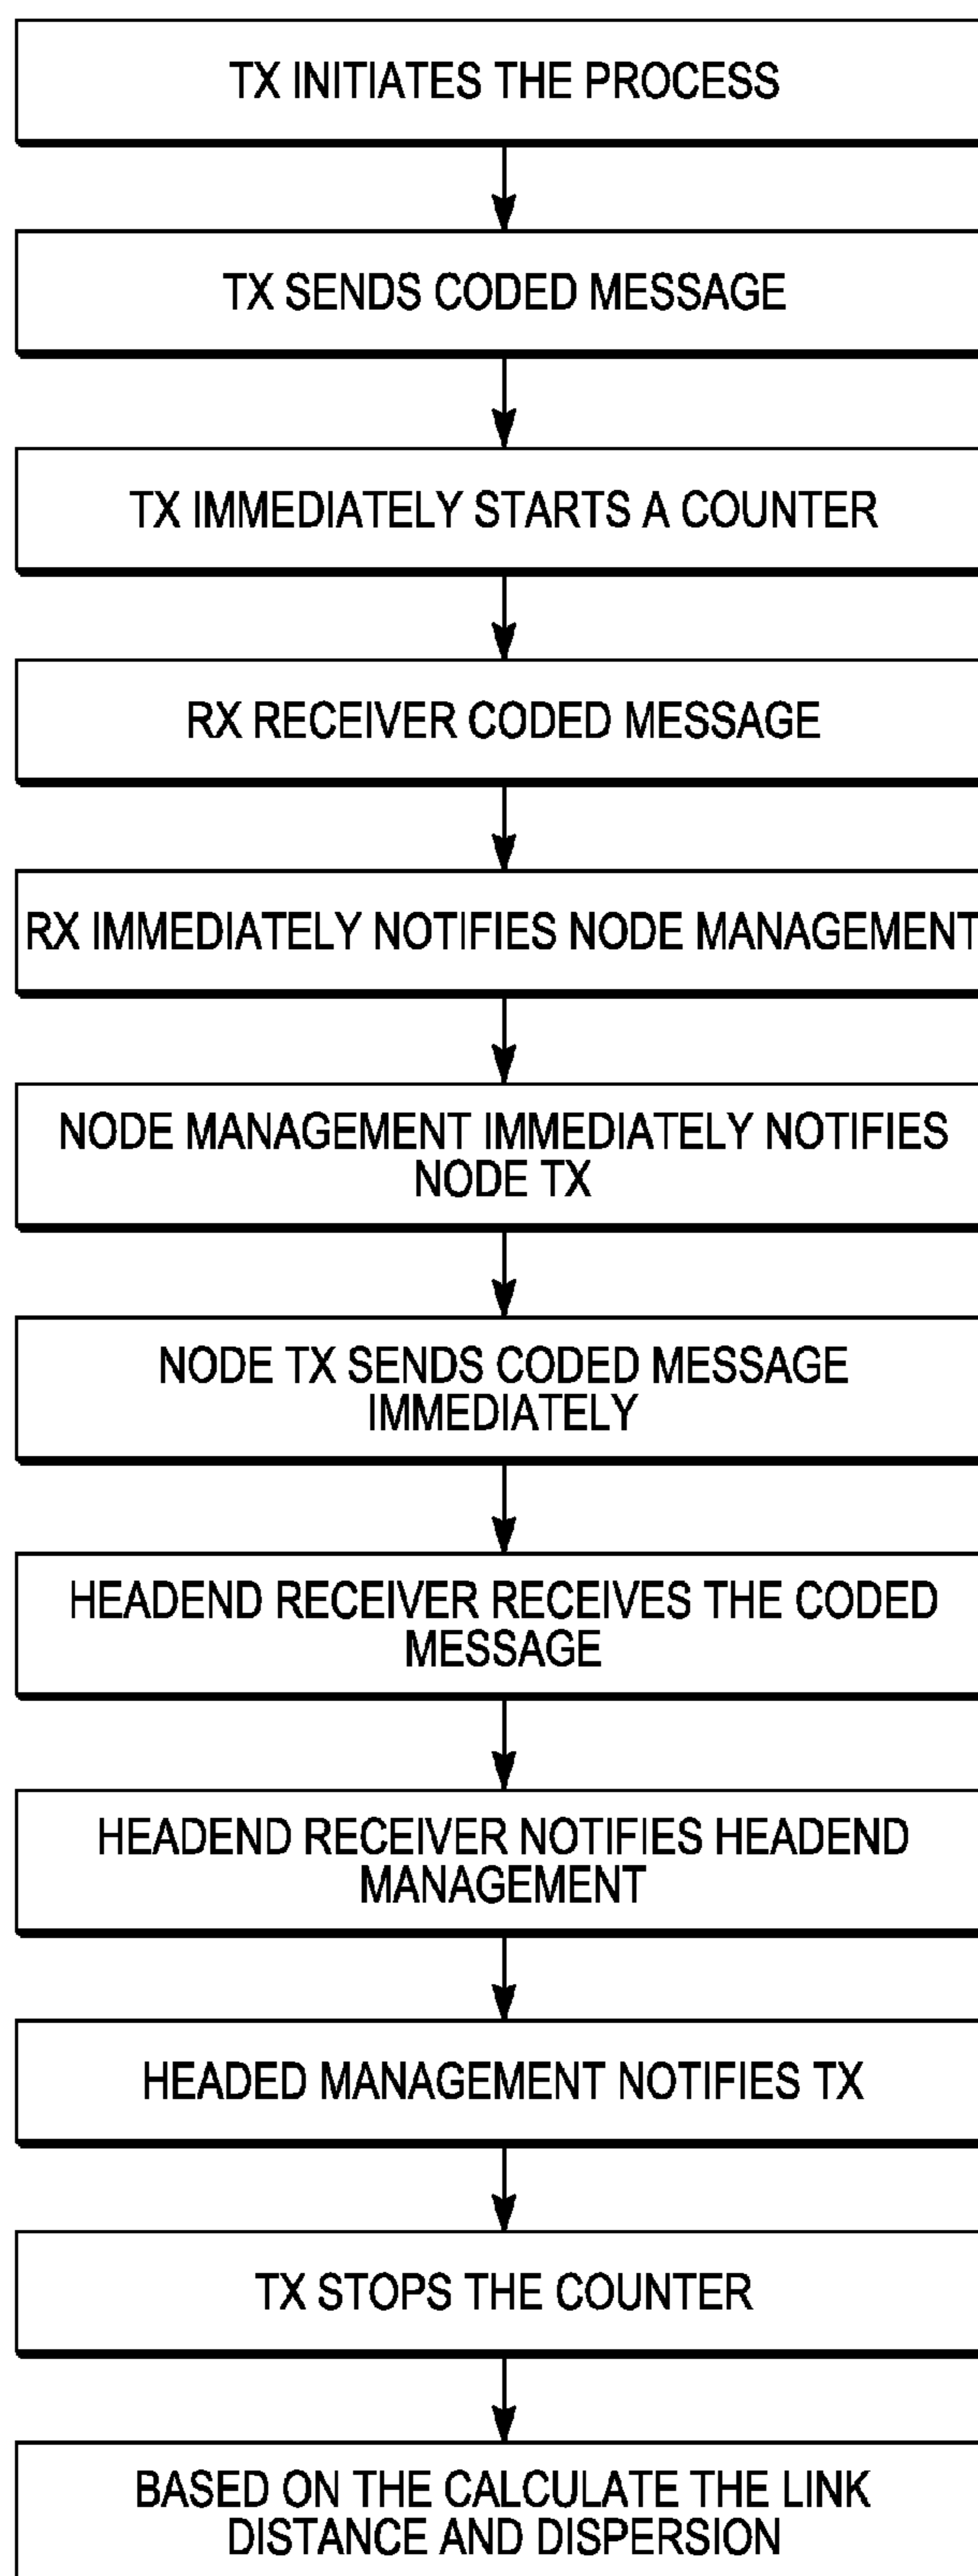 TX INITIATES THE PROCESS
TX SENDS CODED MESSAGE
TX IMMEDIATELY STARTS A COUNTER
RX RECEIVER CODED MESSAGE
RX IMMEDIATELY NOTIFIES NODE MANAGEMENT
NODE MANAGEMENT IMMEDIATELY NOTIFIES
NODE TX
NODE TX SENDS CODED MESSAGE
IMMEDIATELY
HEADEND RECEIVER RECEIVES THE CODED
MESSAGE
HEADEND RECEIVER NOTIFIES HEADEND
MANAGEMENT
HEADED MANAGEMENT NOTIFIES TX
TX STOPS THE COUNTER
BASED ON THE CALCULATE THE LINK
DISTANCE AND DISPERSION